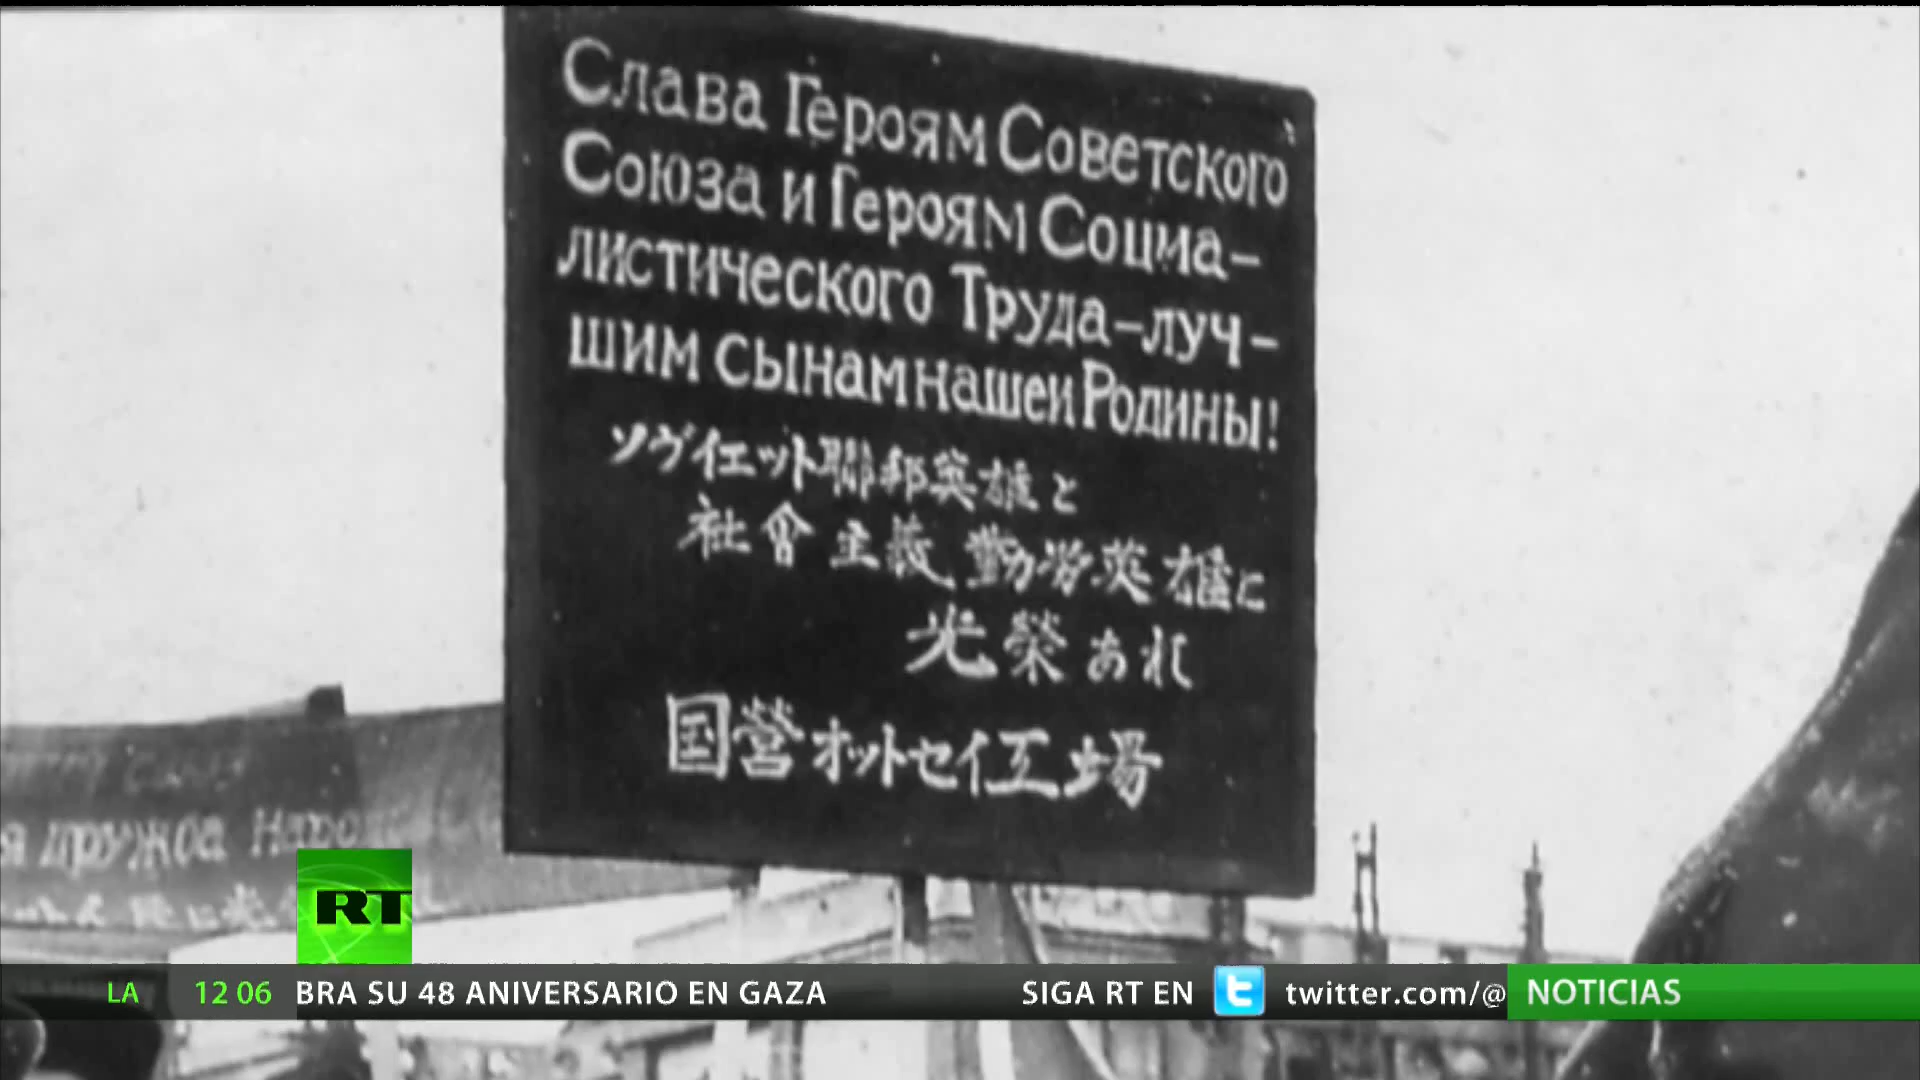 Слава Героям Советского
Союза и Героям Социа-
листического Труда-луч-
шим сынам нашей Родины!
ソヴィエット聯邦英雄と
社會主義勤労英雄に
光榮あれ
国営オットセイ工場
я дружба наро
RT
LA 12 06 BRA SU 48 ANIVERSARIO EN GAZA SIGA RT EN twitter.com/@ NOTICIAS